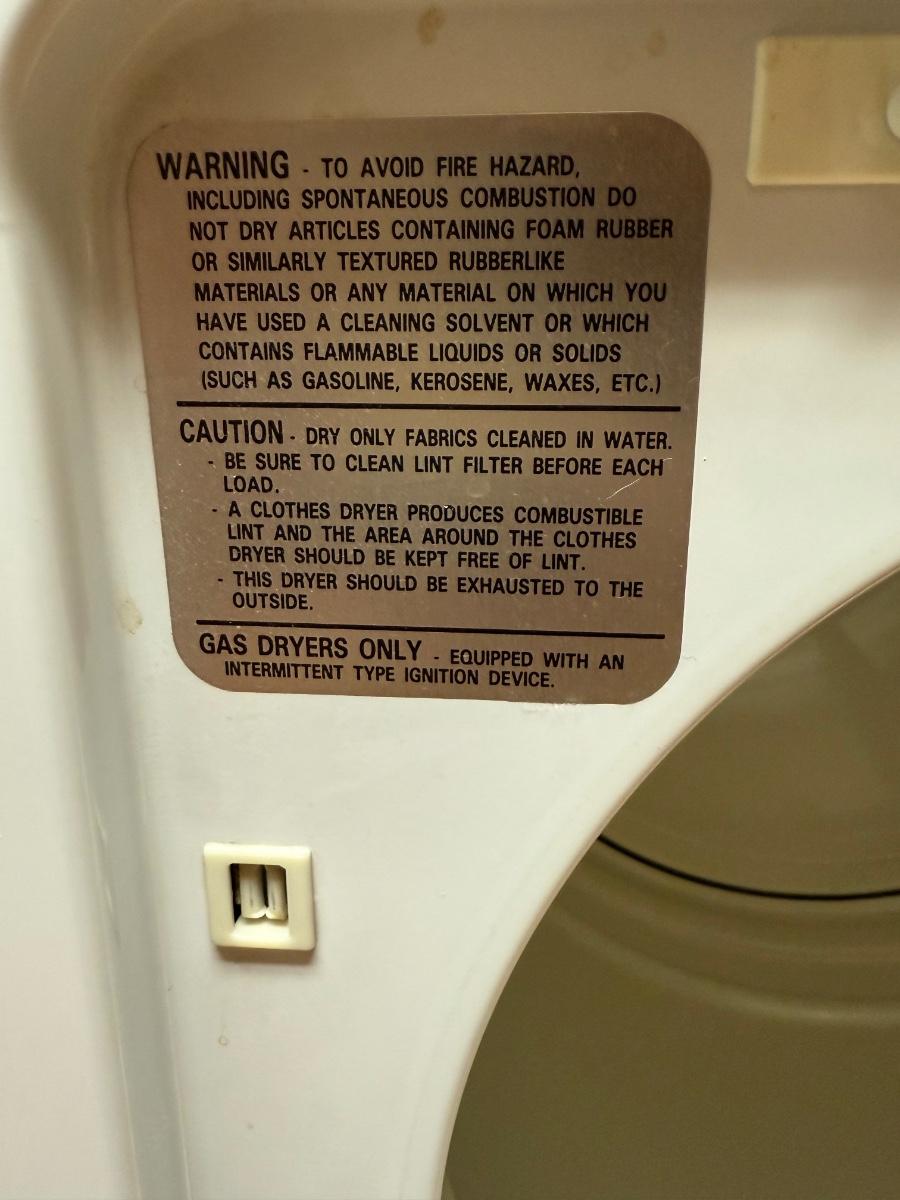 WARNING - TO AVOID FIRE HAZARD,
INCLUDING SPONTANEOUS COMBUSTION DO
NOT DRY ARTICLES CONTAINING FOAM RUBBER
OR SIMILARLY TEXTURED RUBBERLIKE
MATERIALS OR ANY MATERIAL ON WHICH YOU
HAVE USED A CLEANING SOLVENT OR WHICH
CONTAINS FLAMMABLE LIQUIDS OR SOLIDS
(SUCH AS GASOLINE, KEROSENE, WAXES, ETC.)
CAUTION - DRY ONLY FABRICS CLEANED IN WATER.
- BE SURE TO CLEAN LINT FILTER BEFORE EACH
LOAD.
- A CLOTHES DRYER PRODUCES COMBUSTIBLE
LINT AND THE AREA AROUND THE CLOTHES
DRYER SHOULD BE KEPT FREE OF LINT.
- THIS DRYER SHOULD BE EXHAUSTED TO THE
OUTSIDE.
GAS DRYERS ONLY - EQUIPPED WITH AN
INTERMITTENT TYPE IGNITION DEVICE.